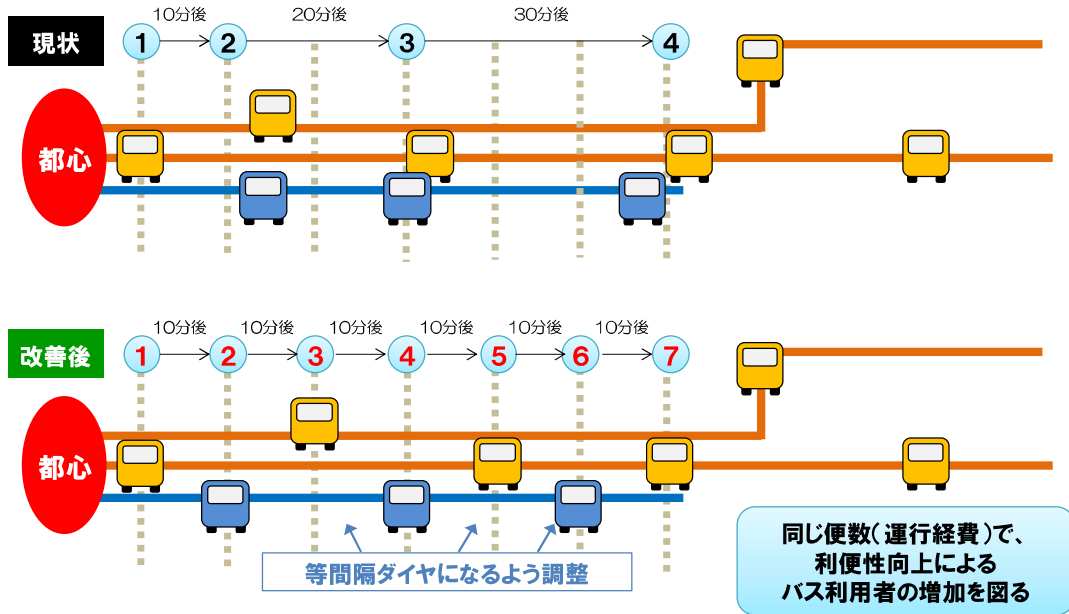 現状
10分後
20分後
30分後
1
2
3
4
都心
改善後
10分後
10分後
10分後
10分後
10分後
10分後
1
2
3
4
5
6
7
都心
等間隔ダイヤになるよう調整
同じ便数(運行経費)で、
利便性向上による
バス利用者の増加を図る